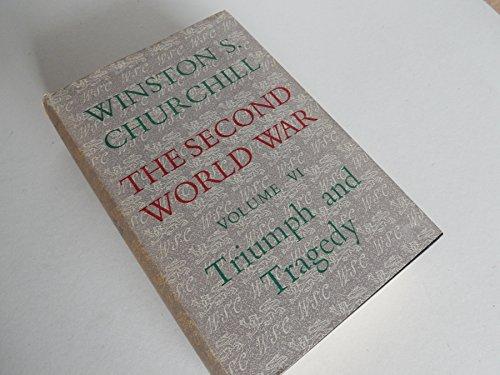 WINSTON S.
CHURCHILL
THE SECOND
WORLD WAR
VOLUME VI
Triumph and
Tragedy